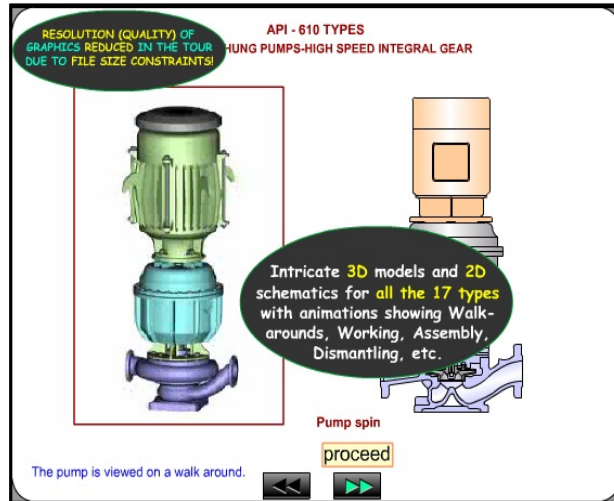 API - 610 TYPES
RESOLUTION (QUALITY) OF
GRAPHICS REDUCED IN THE TOUR
DUE TO FILE SIZE CONSTRAINTS!
HUNG PUMPS-HIGH SPEED INTEGRAL GEAR
Intricate 3D models and 2D
schematics for all the 17 types
with animations showing Walk-
arounds, Working, Assembly,
Dismantling, etc.
Pump spin
proceed
The pump is viewed on a walk around.